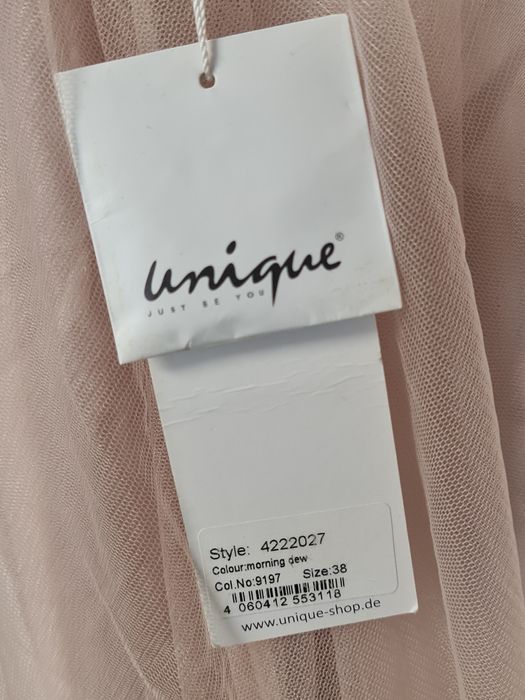 unique®
JUST BE YOU
Style: 4222027
Colour:morning dew
Col.No:9197 Size:38
4 060412 553118
www.unique-shop.de